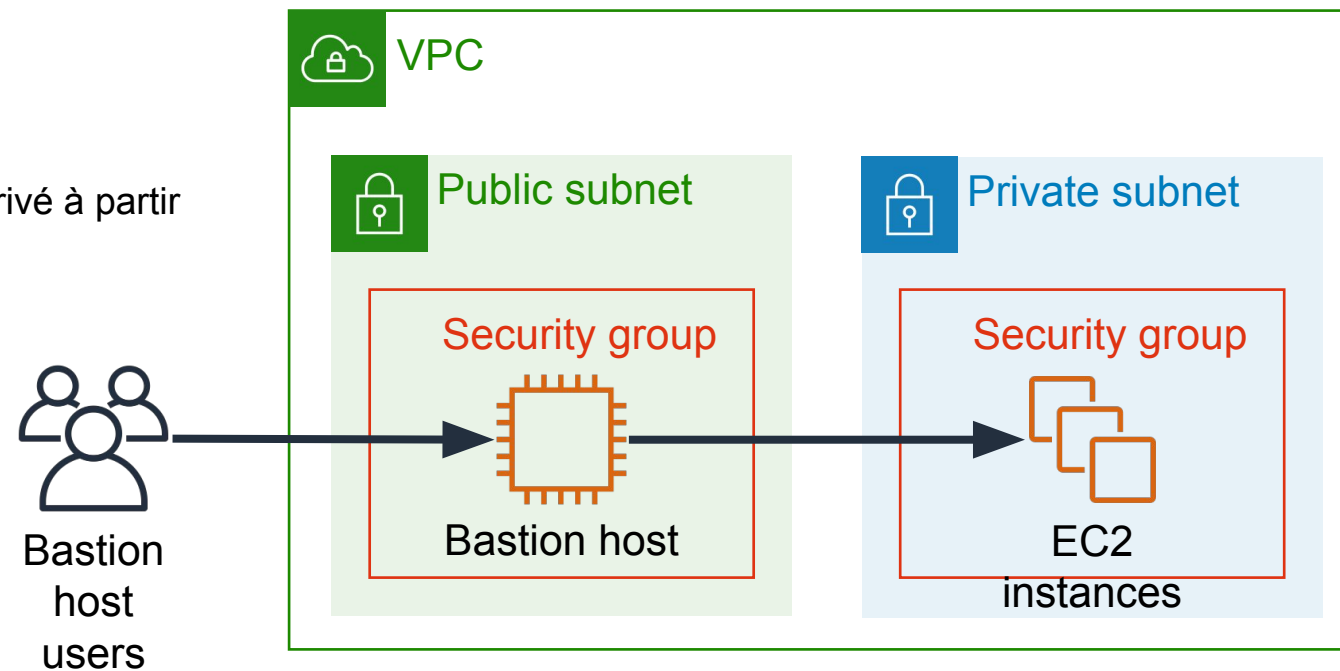 VPC
rivé à partir
Public subnet
Private subnet
Security group
Security group
Bastion host
EC2
instances
Bastion
host
users